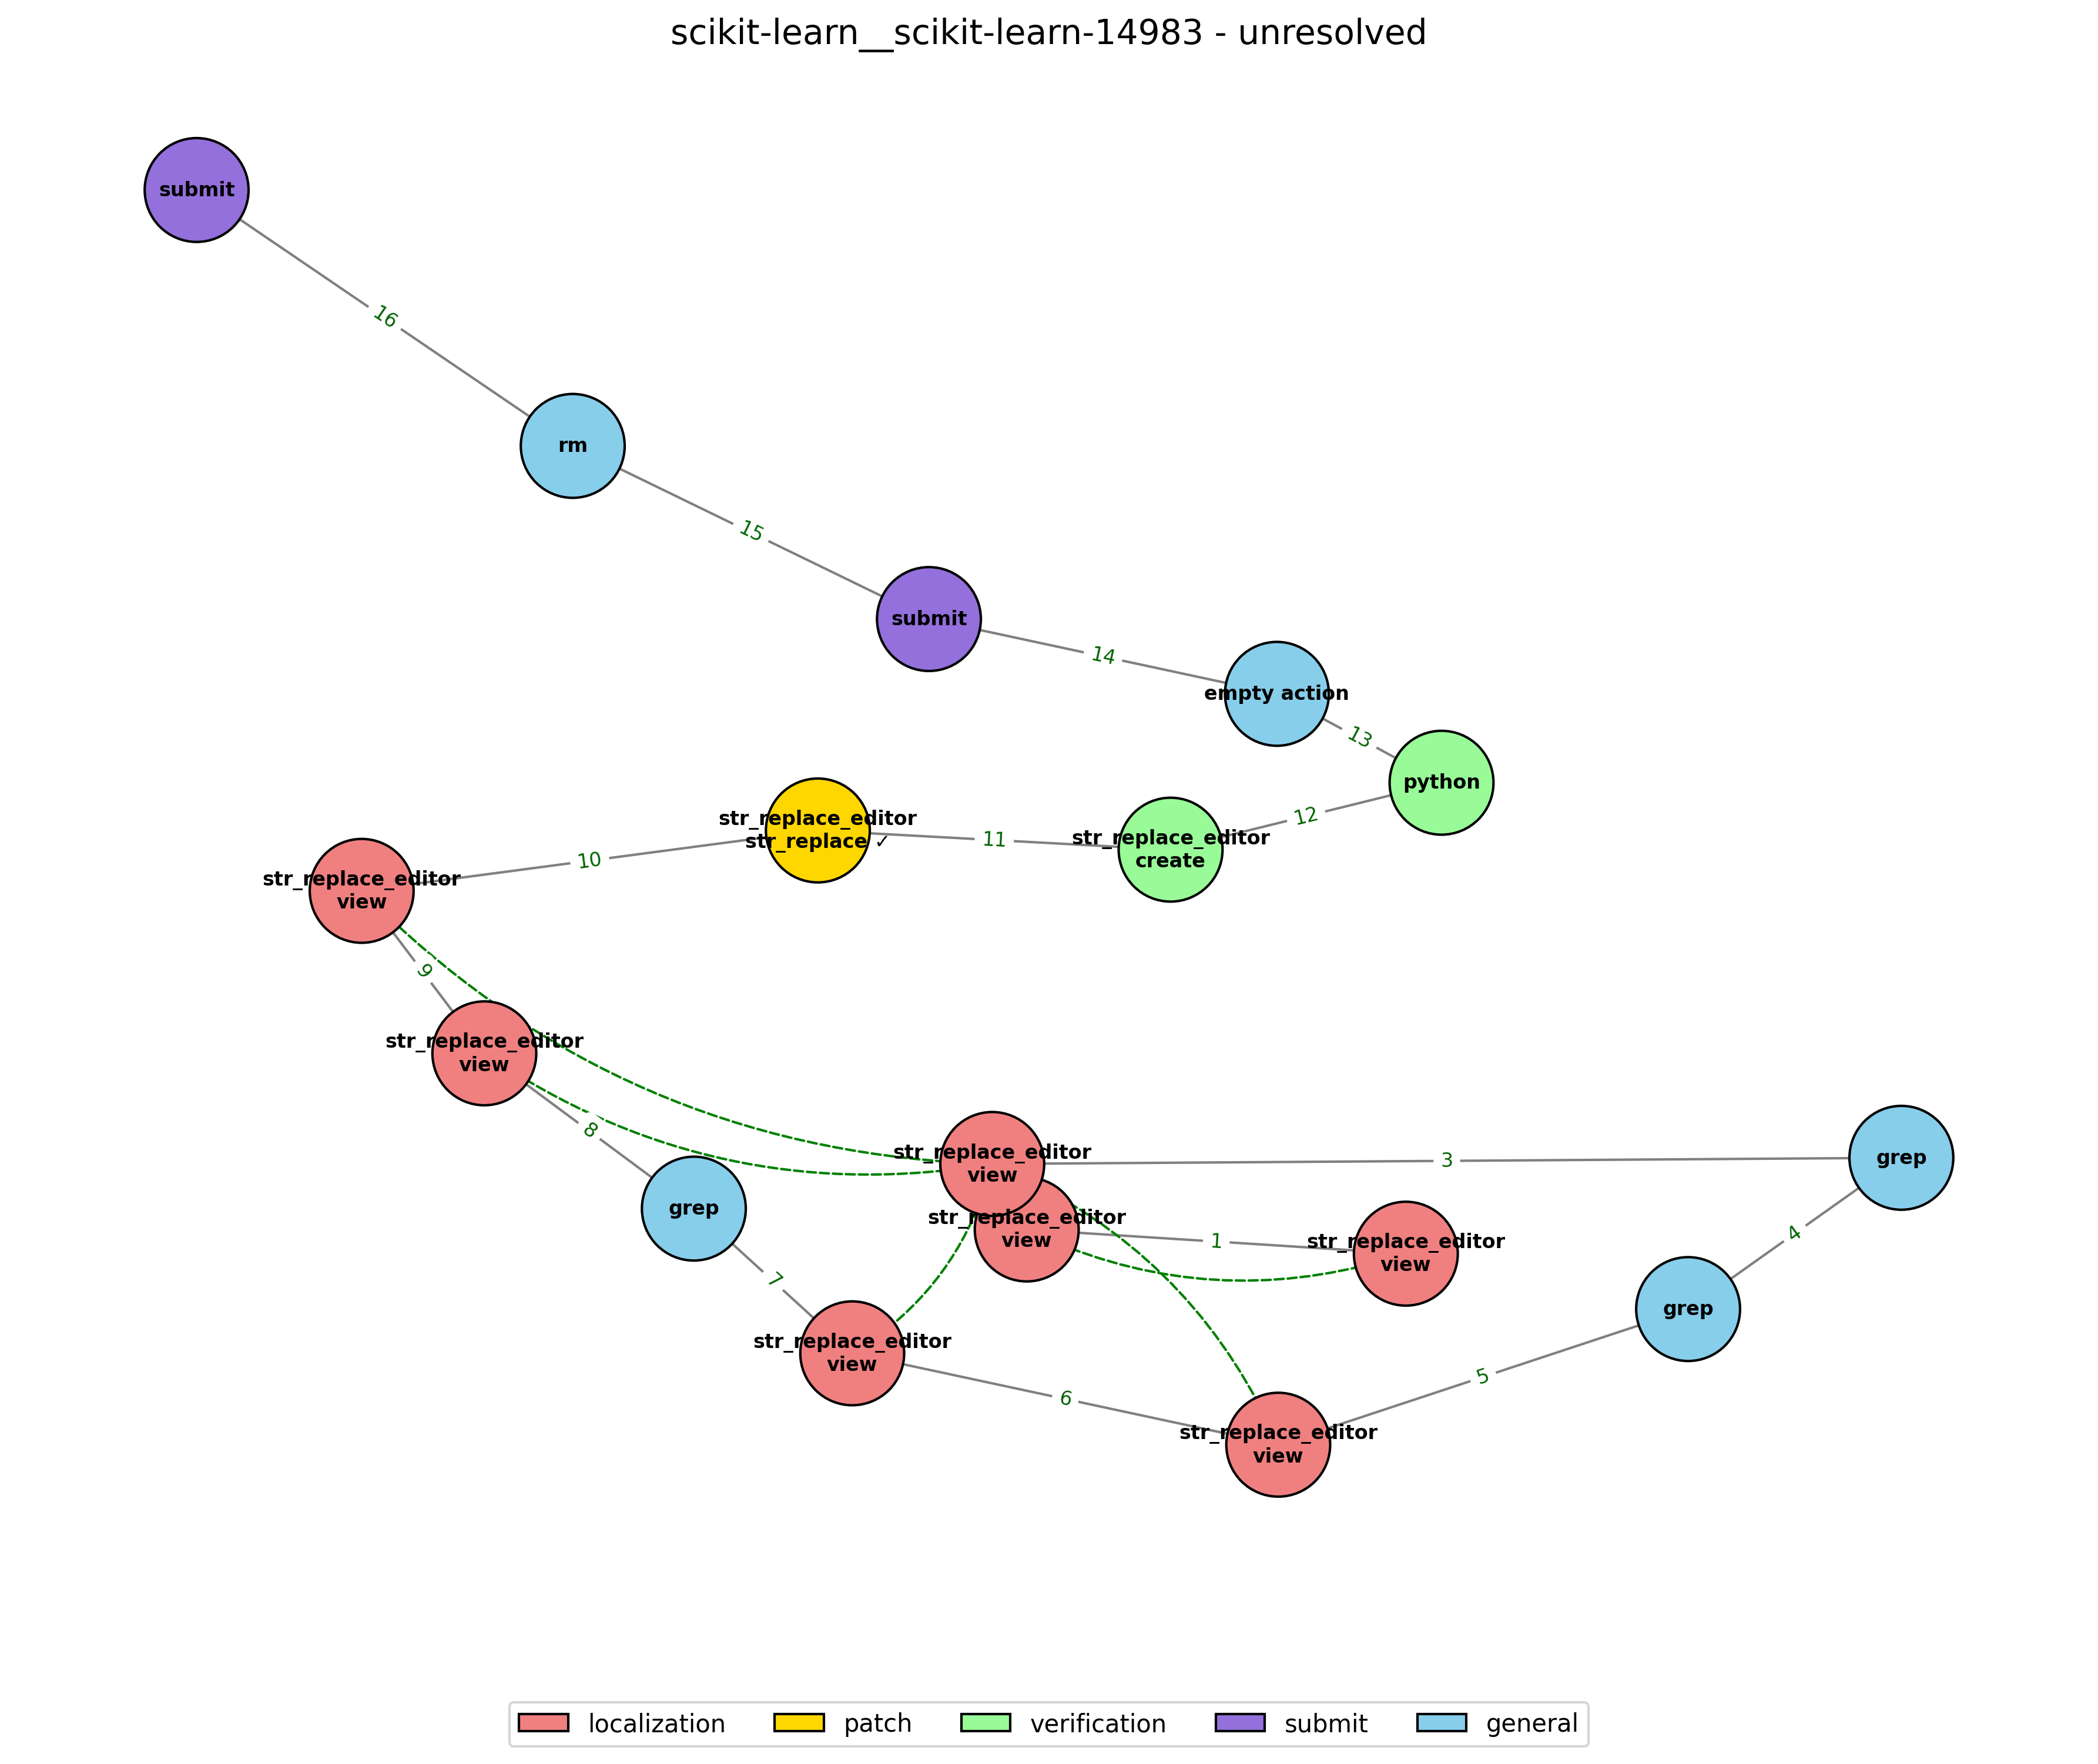 scikit-learn__scikit-learn-14983 - unresolved
submit
16
rm
15
submit
14
empty action
13
python
12
str_replace_editor
create
11
str_replace_editor
str_replace ✓
10
str_replace_editor
view
9
str_replace_editor
view
8
grep
7
str_replace_editor
view
3
grep
str_replace_editor
view
1
str_replace_editor
view
4
grep
5
str_replace_editor
view
6
str_replace_editor
view
localization
patch
verification
submit
general